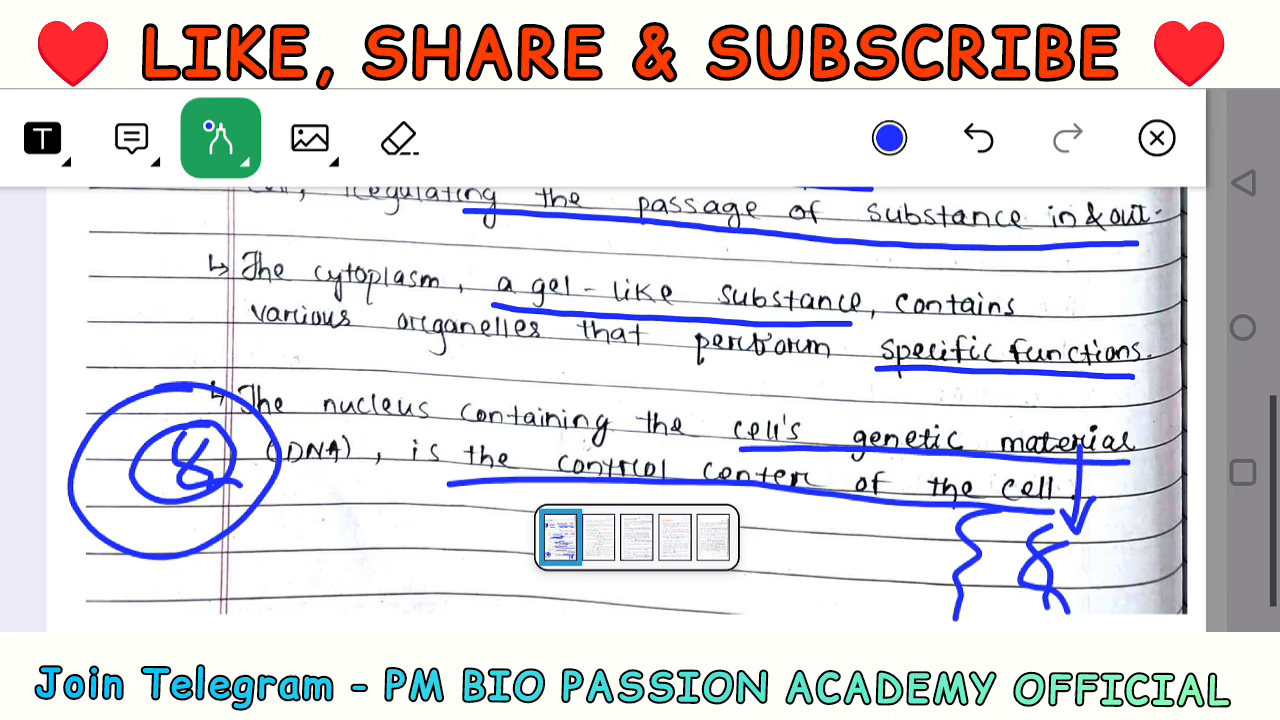 LIKE, SHARE & SUBSCRIBE
T
cell, Regulating the passage of substance in & out.
↳ The cytoplasm, a gel-like substance, contains
various organelles that perform specific functions.
↳ The nucleus containing the cell's genetic material
(DNA), is the control center of the cell.
Join Telegram - PM BIO PASSION ACADEMY OFFICIAL